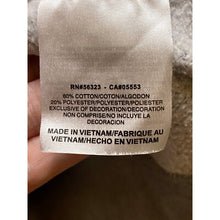 RN#56323 - CA#05553
80% COTTON/COTON/ALGODON
20% POLYESTER/POLYESTER/POLIESTER
EXCLUSIVE OF DECORATION/DECORATIONS
NON COMPRISE/NO INCLUYE LA
DECORACION
MADE IN VIETNAM/FABRIQUE AU
VIETNAM/HECHO EN VIETNAM